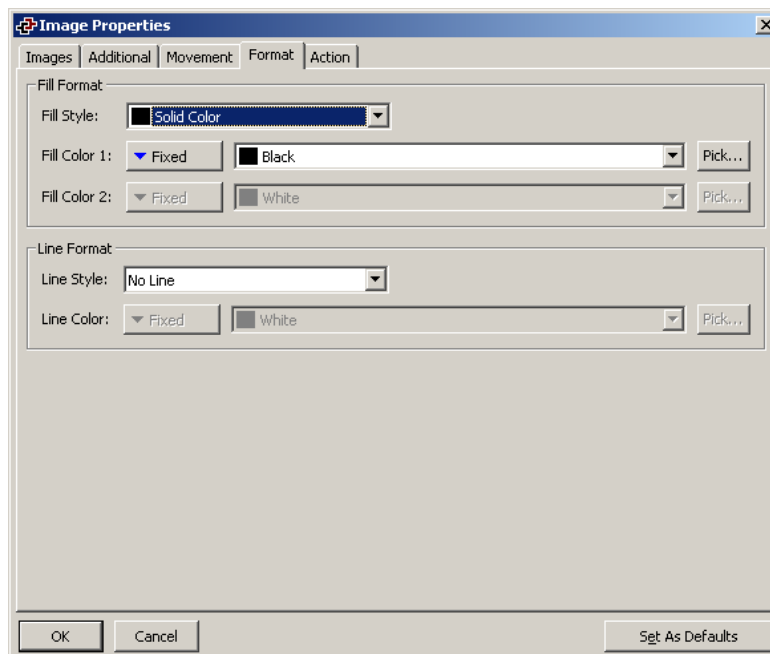 Image Properties
Images Additional Movement Format Action
Fill Format
Fill Style: Solid Color
Fill Color 1: Fixed Black Pick...
Fill Color 2: Fixed White Pick...
Line Format
Line Style: No Line
Line Color: Fixed White Pick...
OK Cancel Set As Defaults